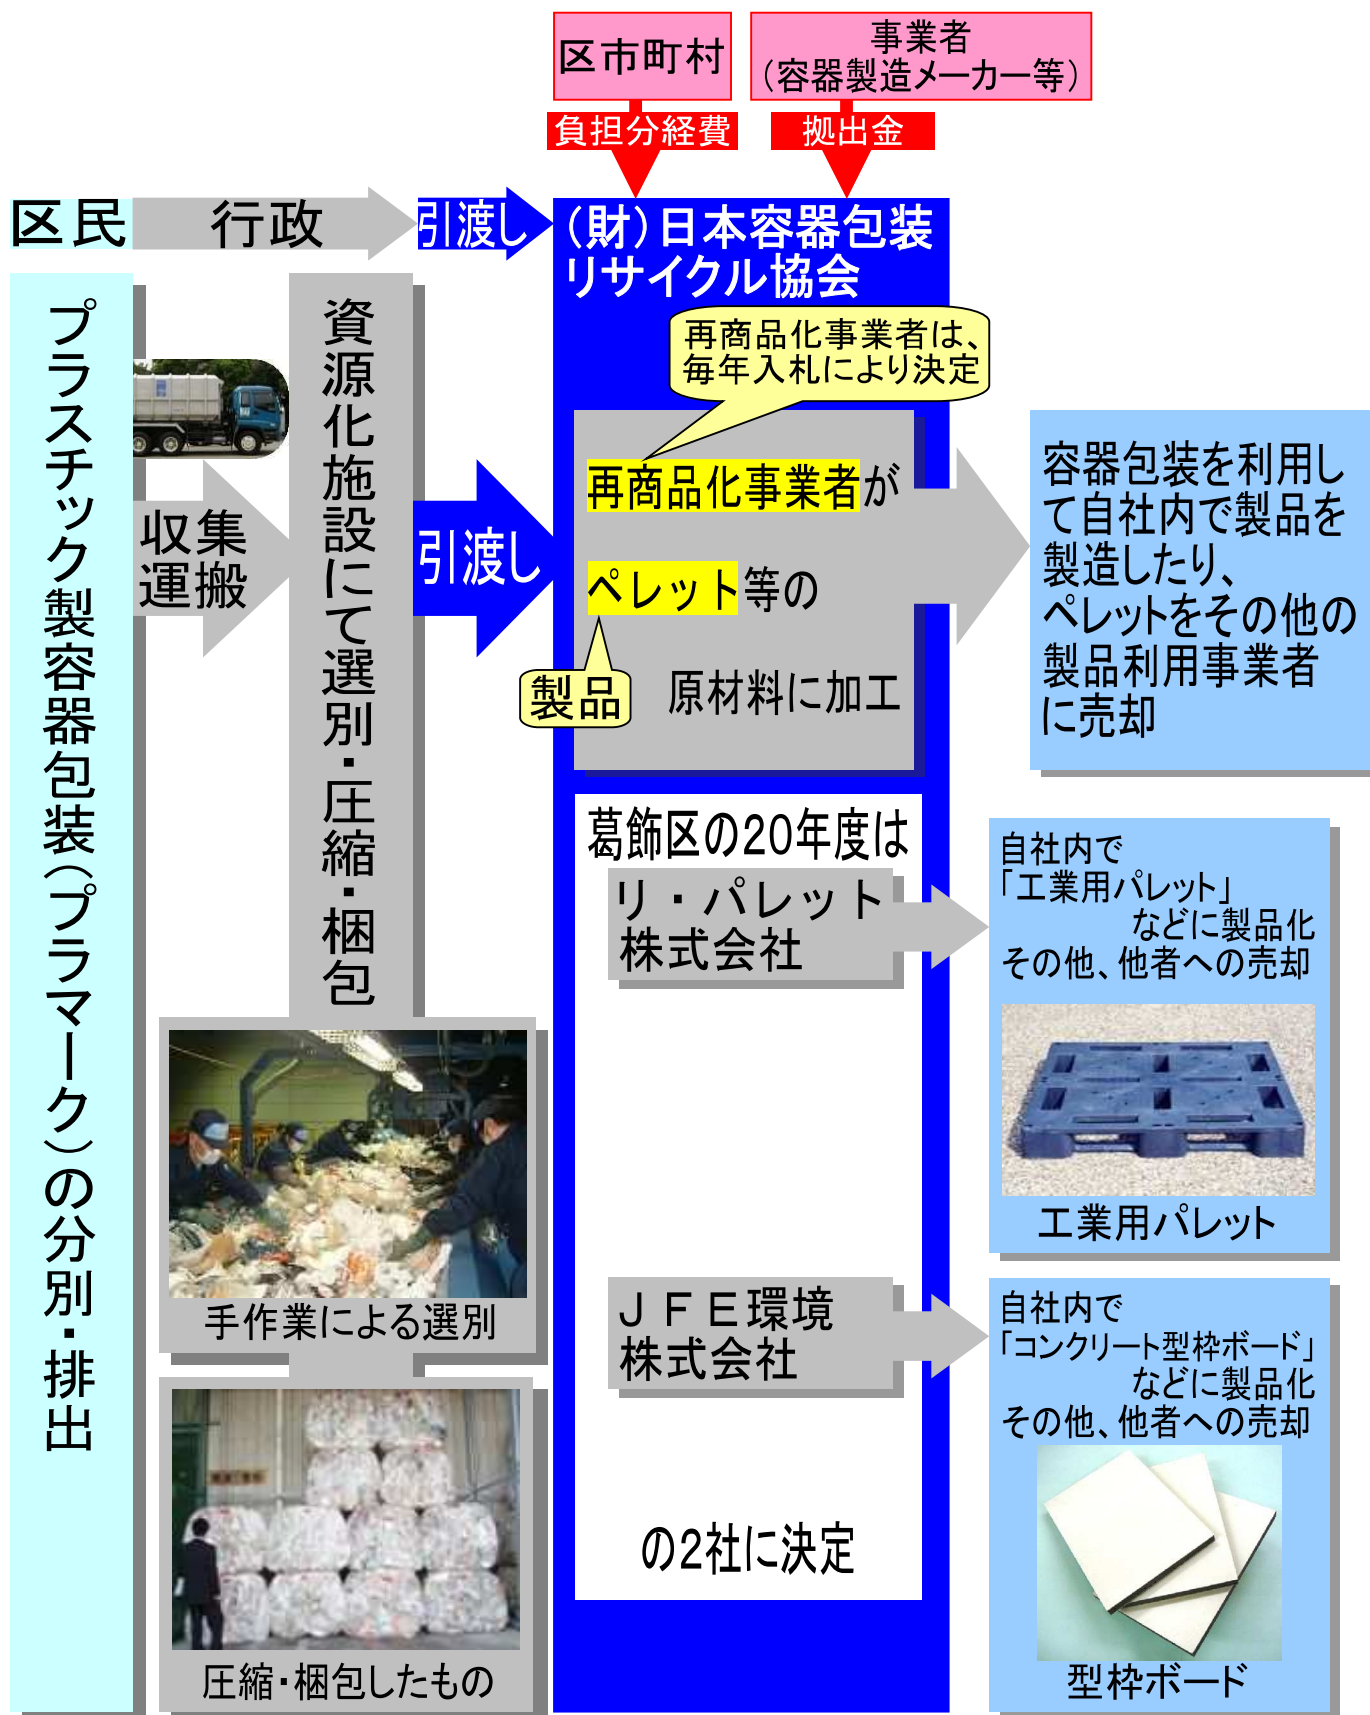 区市町村
事業者
（容器製造メーカー等）
負担分経費
拠出金
区民
行政
引渡し
（財）日本容器包装
リサイクル協会
プラスチック製容器包装（プラマーク）の分別・排出
収集
運搬
資源化施設にて選別・圧縮・梱包
引渡し
再商品化事業者は、
毎年入札により決定
再商品化事業者が
ペレット等の
製品
原材料に加工
容器包装を利用し
て自社内で製品を
製造したり、
ペレットをその他の
製品利用事業者
に売却
葛飾区の20年度は
リ・パレット
株式会社
自社内で
「工業用パレット」
などに製品化
その他、他者への売却
工業用パレット
手作業による選別
ＪＦＥ環境
株式会社
自社内で
「コンクリート型枠ボード」
などに製品化
その他、他者への売却
型枠ボード
の2社に決定
圧縮・梱包したもの